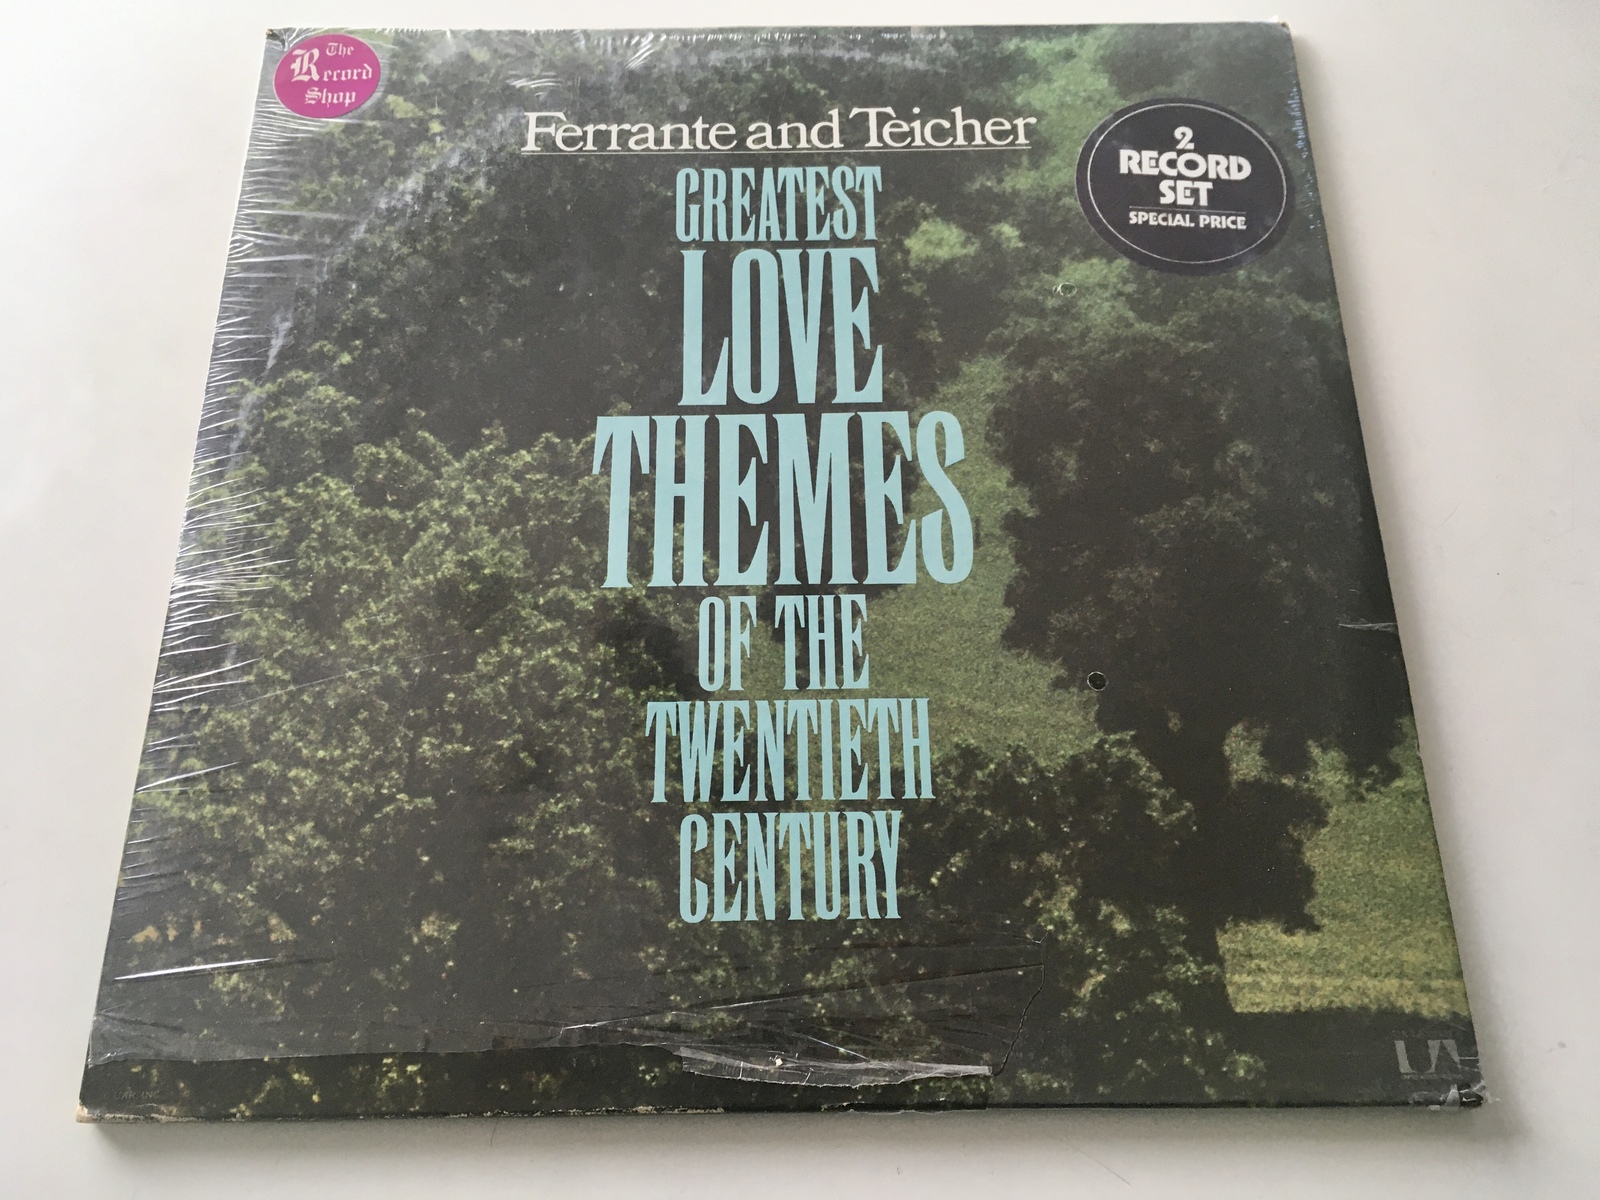 The
Record
Shop
Ferrante and Teicher
2
RECORD
SET
SPECIAL PRICE
GREATEST
LOVE
THEMES
OF THE
TWENTIETH
CENTURY
UA